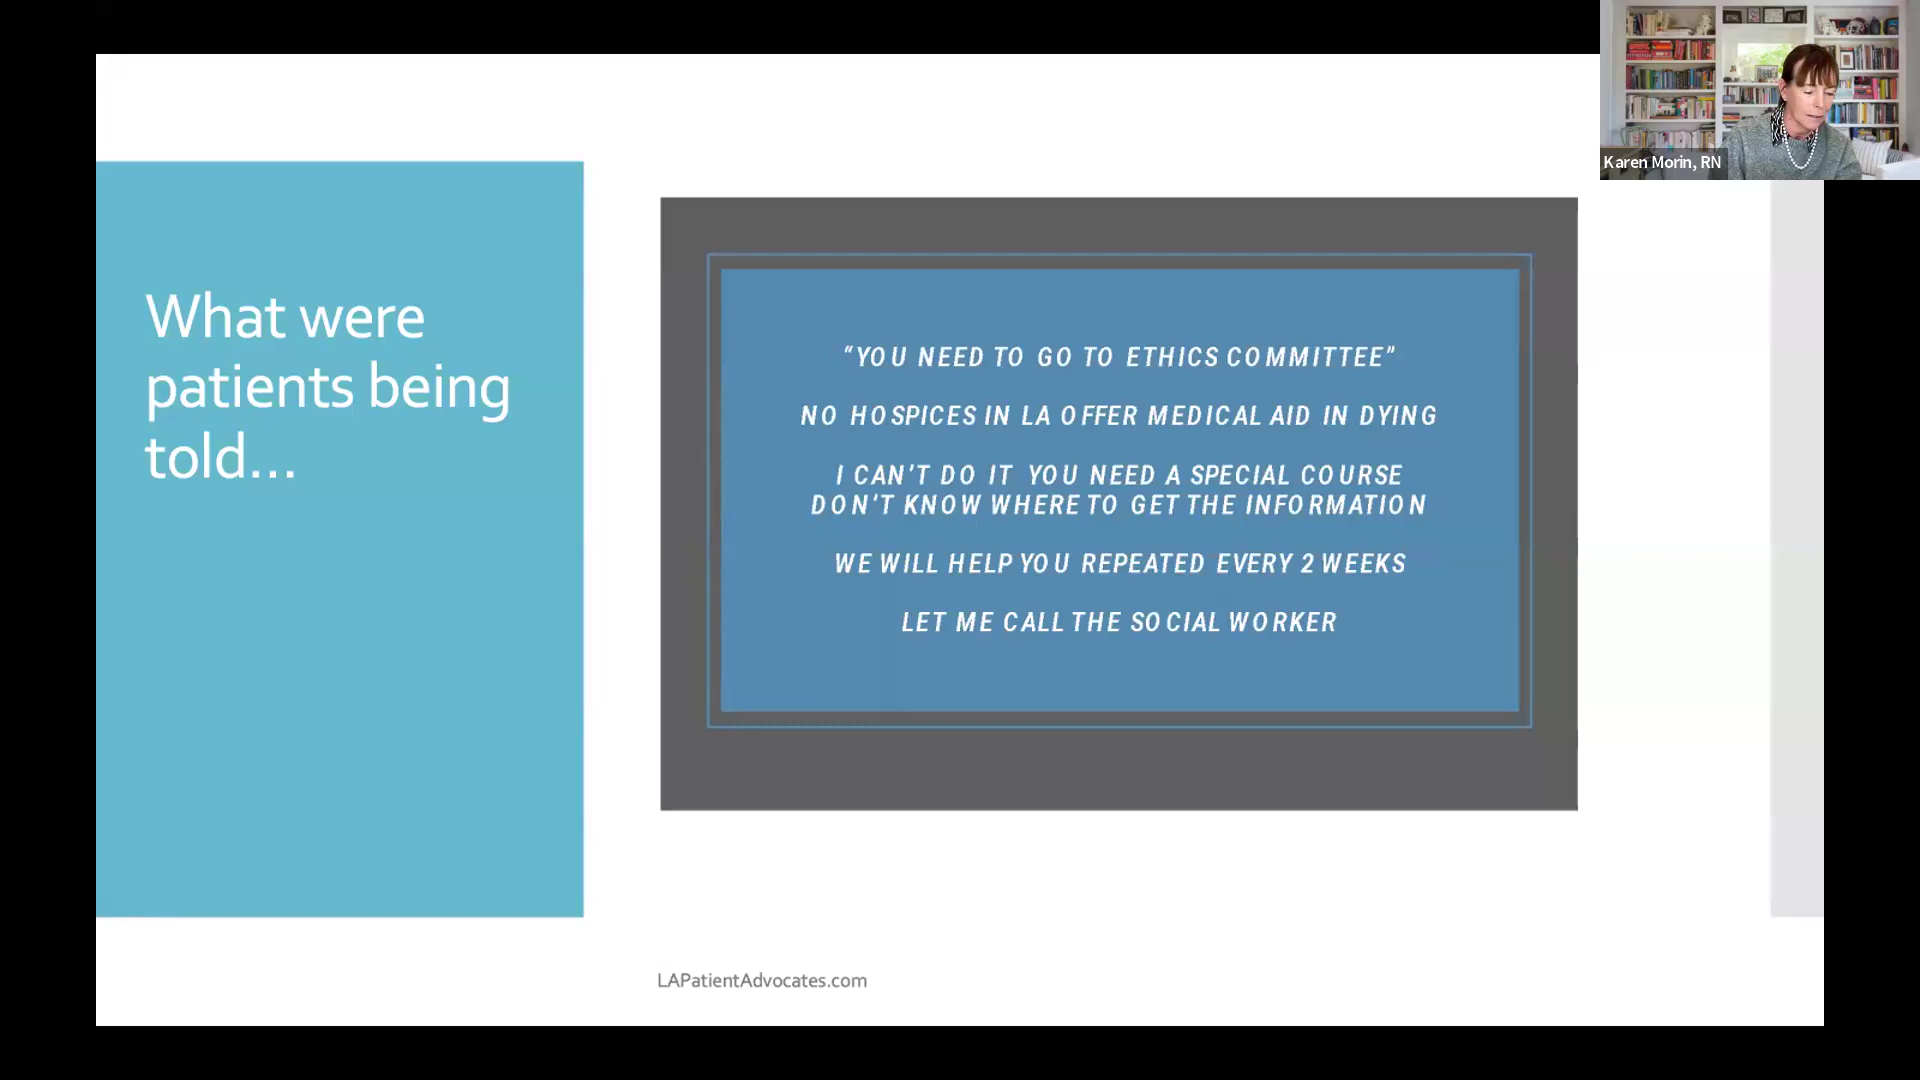 Karen Morin, RN
What were
patients being
told...
“YOU NEED TO GO TO ETHICS COMMITTEE”
NO HOSPICES IN LA OFFER MEDICAL AID IN DYING
I CAN'T DO IT YOU NEED A SPECIAL COURSE
DON'T KNOW WHERE TO GET THE INFORMATION
WE WILL HELP YOU REPEATED EVERY 2 WEEKS
LET ME CALL THE SOCIAL WORKER
LAPatientAdvocates.com